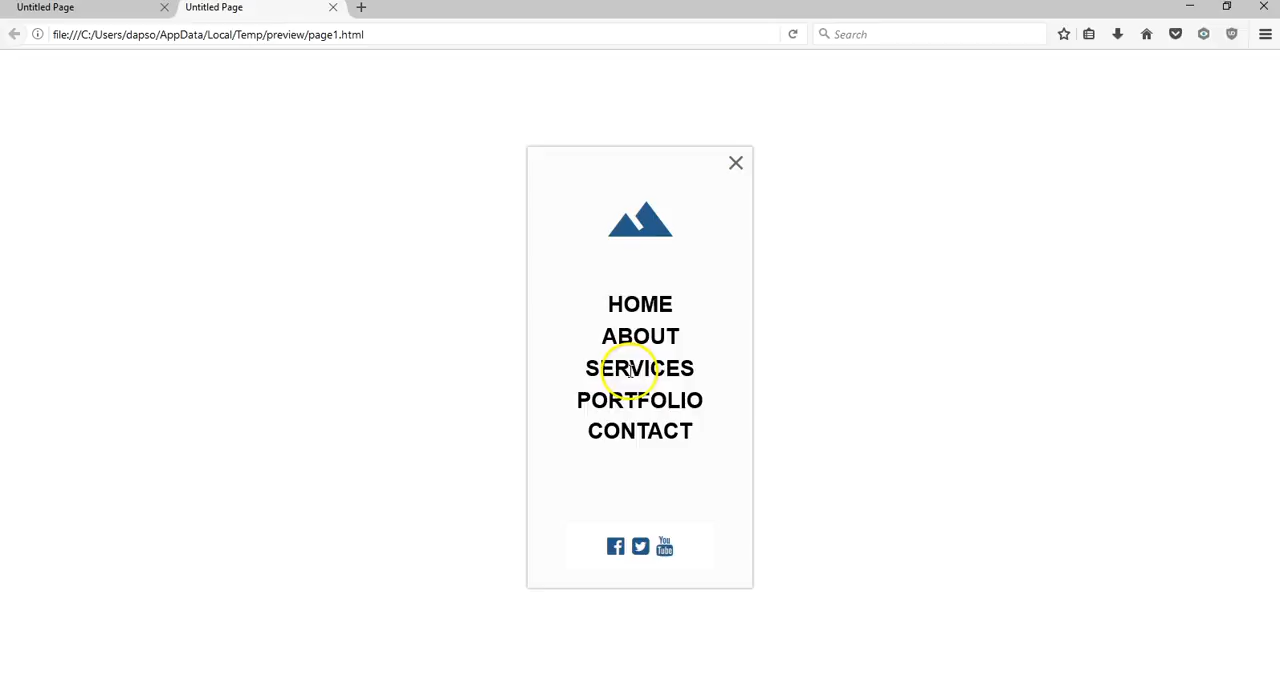 Untitled Page
Untitled Page
file:///C:/Users/dapso/AppData/Local/Temp/preview/page1.html
Search
HOME
ABOUT
SERVICES
PORTFOLIO
CONTACT
You
Tube